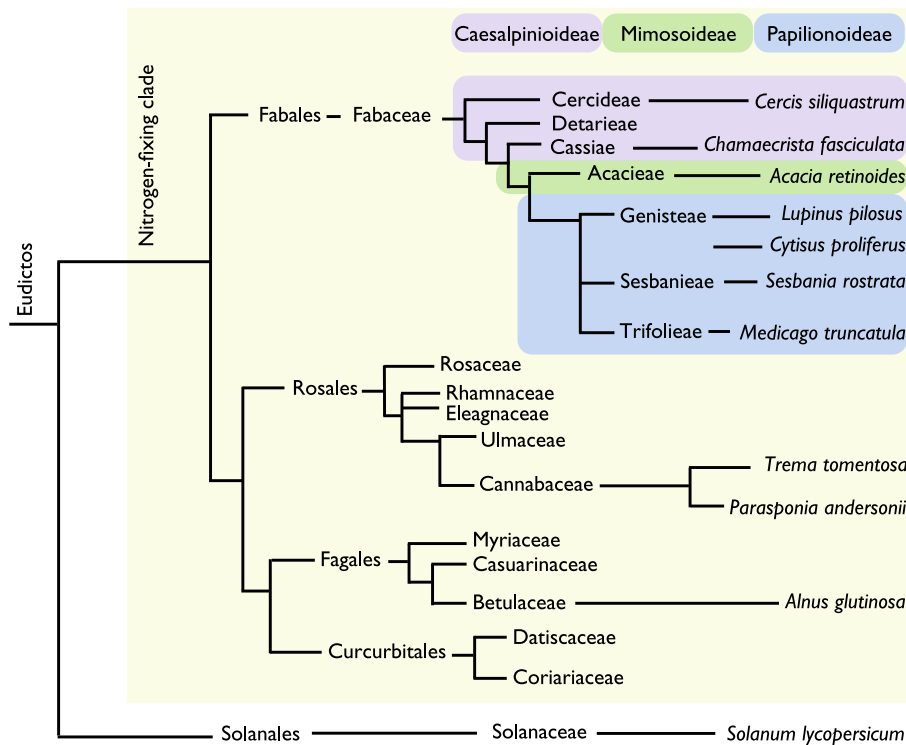 Caesalpinioideae Mimosoideae Papilionoideae
Nitrogen-fixing clade
Eudictos
Fabales Fabaceae
Cercideae Cercis siliquastrum
Detarieae
Cassiae Chamaecrista fasciculata
Acacieae Acacia retinoides
Genisteae Lupinus pilosus
Cytisus proliferus
Sesbanieae Sesbania rostrata
Trifolieae Medicago truncatula
Rosales
Rosaceae
Rhamnaceae
Eleagnaceae
Ulmaceae
Cannabaceae
Trema tomentosa
Parasponia andersonii
Fagales
Myriaceae
Casuarinaceae
Betulaceae Alnus glutinosa
Curcurbitales
Datiscaceae
Coriariaceae
Solanales Solanaceae Solanum lycopersicum